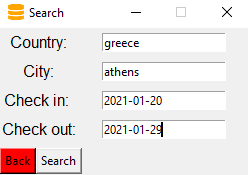 Search
Country: greece
City: athens
Check in: 2021-01-20
Check out: 2021-01-29
Back Search